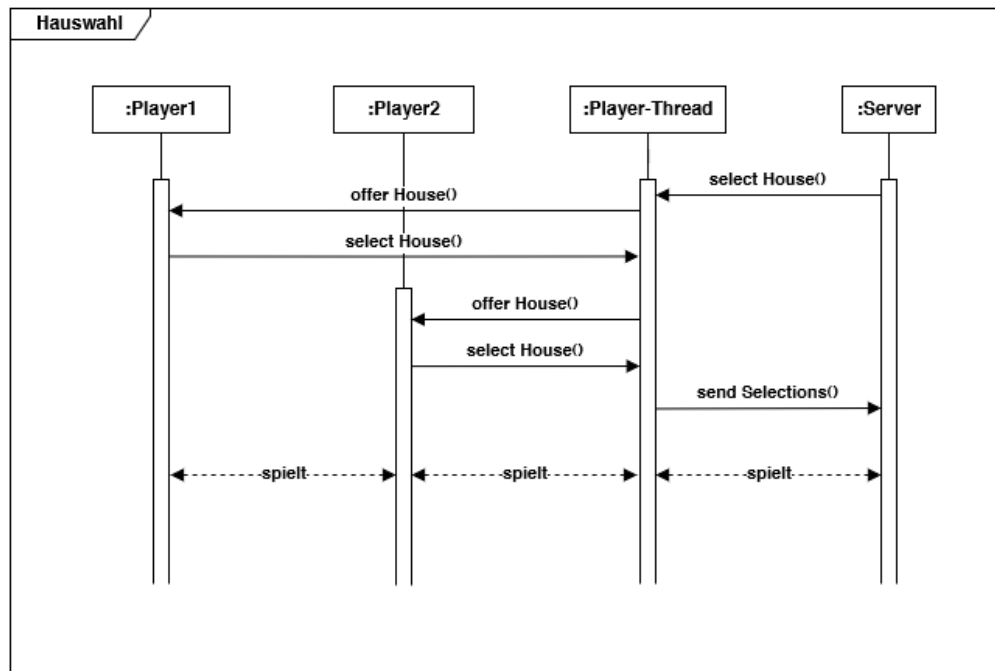 Hauswahl
:Player1
:Player2
:Player-Thread
:Server
select House()
offer House()
select House()
offer House()
select House()
send Selections()
spielt
spielt
spielt